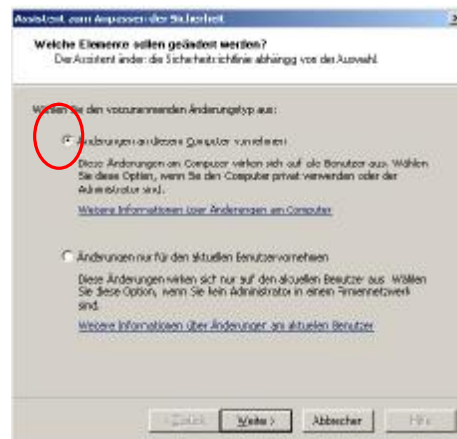 Assistent zum Anpassen der Sicherheit
Welche Elemente sollen geändert werden?
Der Assistent ändert die Sicherheitsrichtlinie abhängig von der Auswahl.
Wählen Sie den vorzunehmenden Änderungstyp aus:
Änderungen an diesem Computer vornehmen
Diese Änderungen am Computer wirken sich auf alle Benutzer aus. Wählen
Sie diese Option, wenn Sie den Computer privat verwenden oder der
Administrator sind.
Weitere Informationen über Änderungen am Computer
Änderungen nur für den aktuellen Benutzer vornehmen
Diese Änderungen wirken sich nur auf den aktuellen Benutzer aus. Wählen
Sie diese Option, wenn Sie kein Administrator in einem Firmennetzwerk
sind.
Weitere Informationen über Änderungen am aktuellen Benutzer
< Zurück
Weiter >
Abbrechen
Hilfe